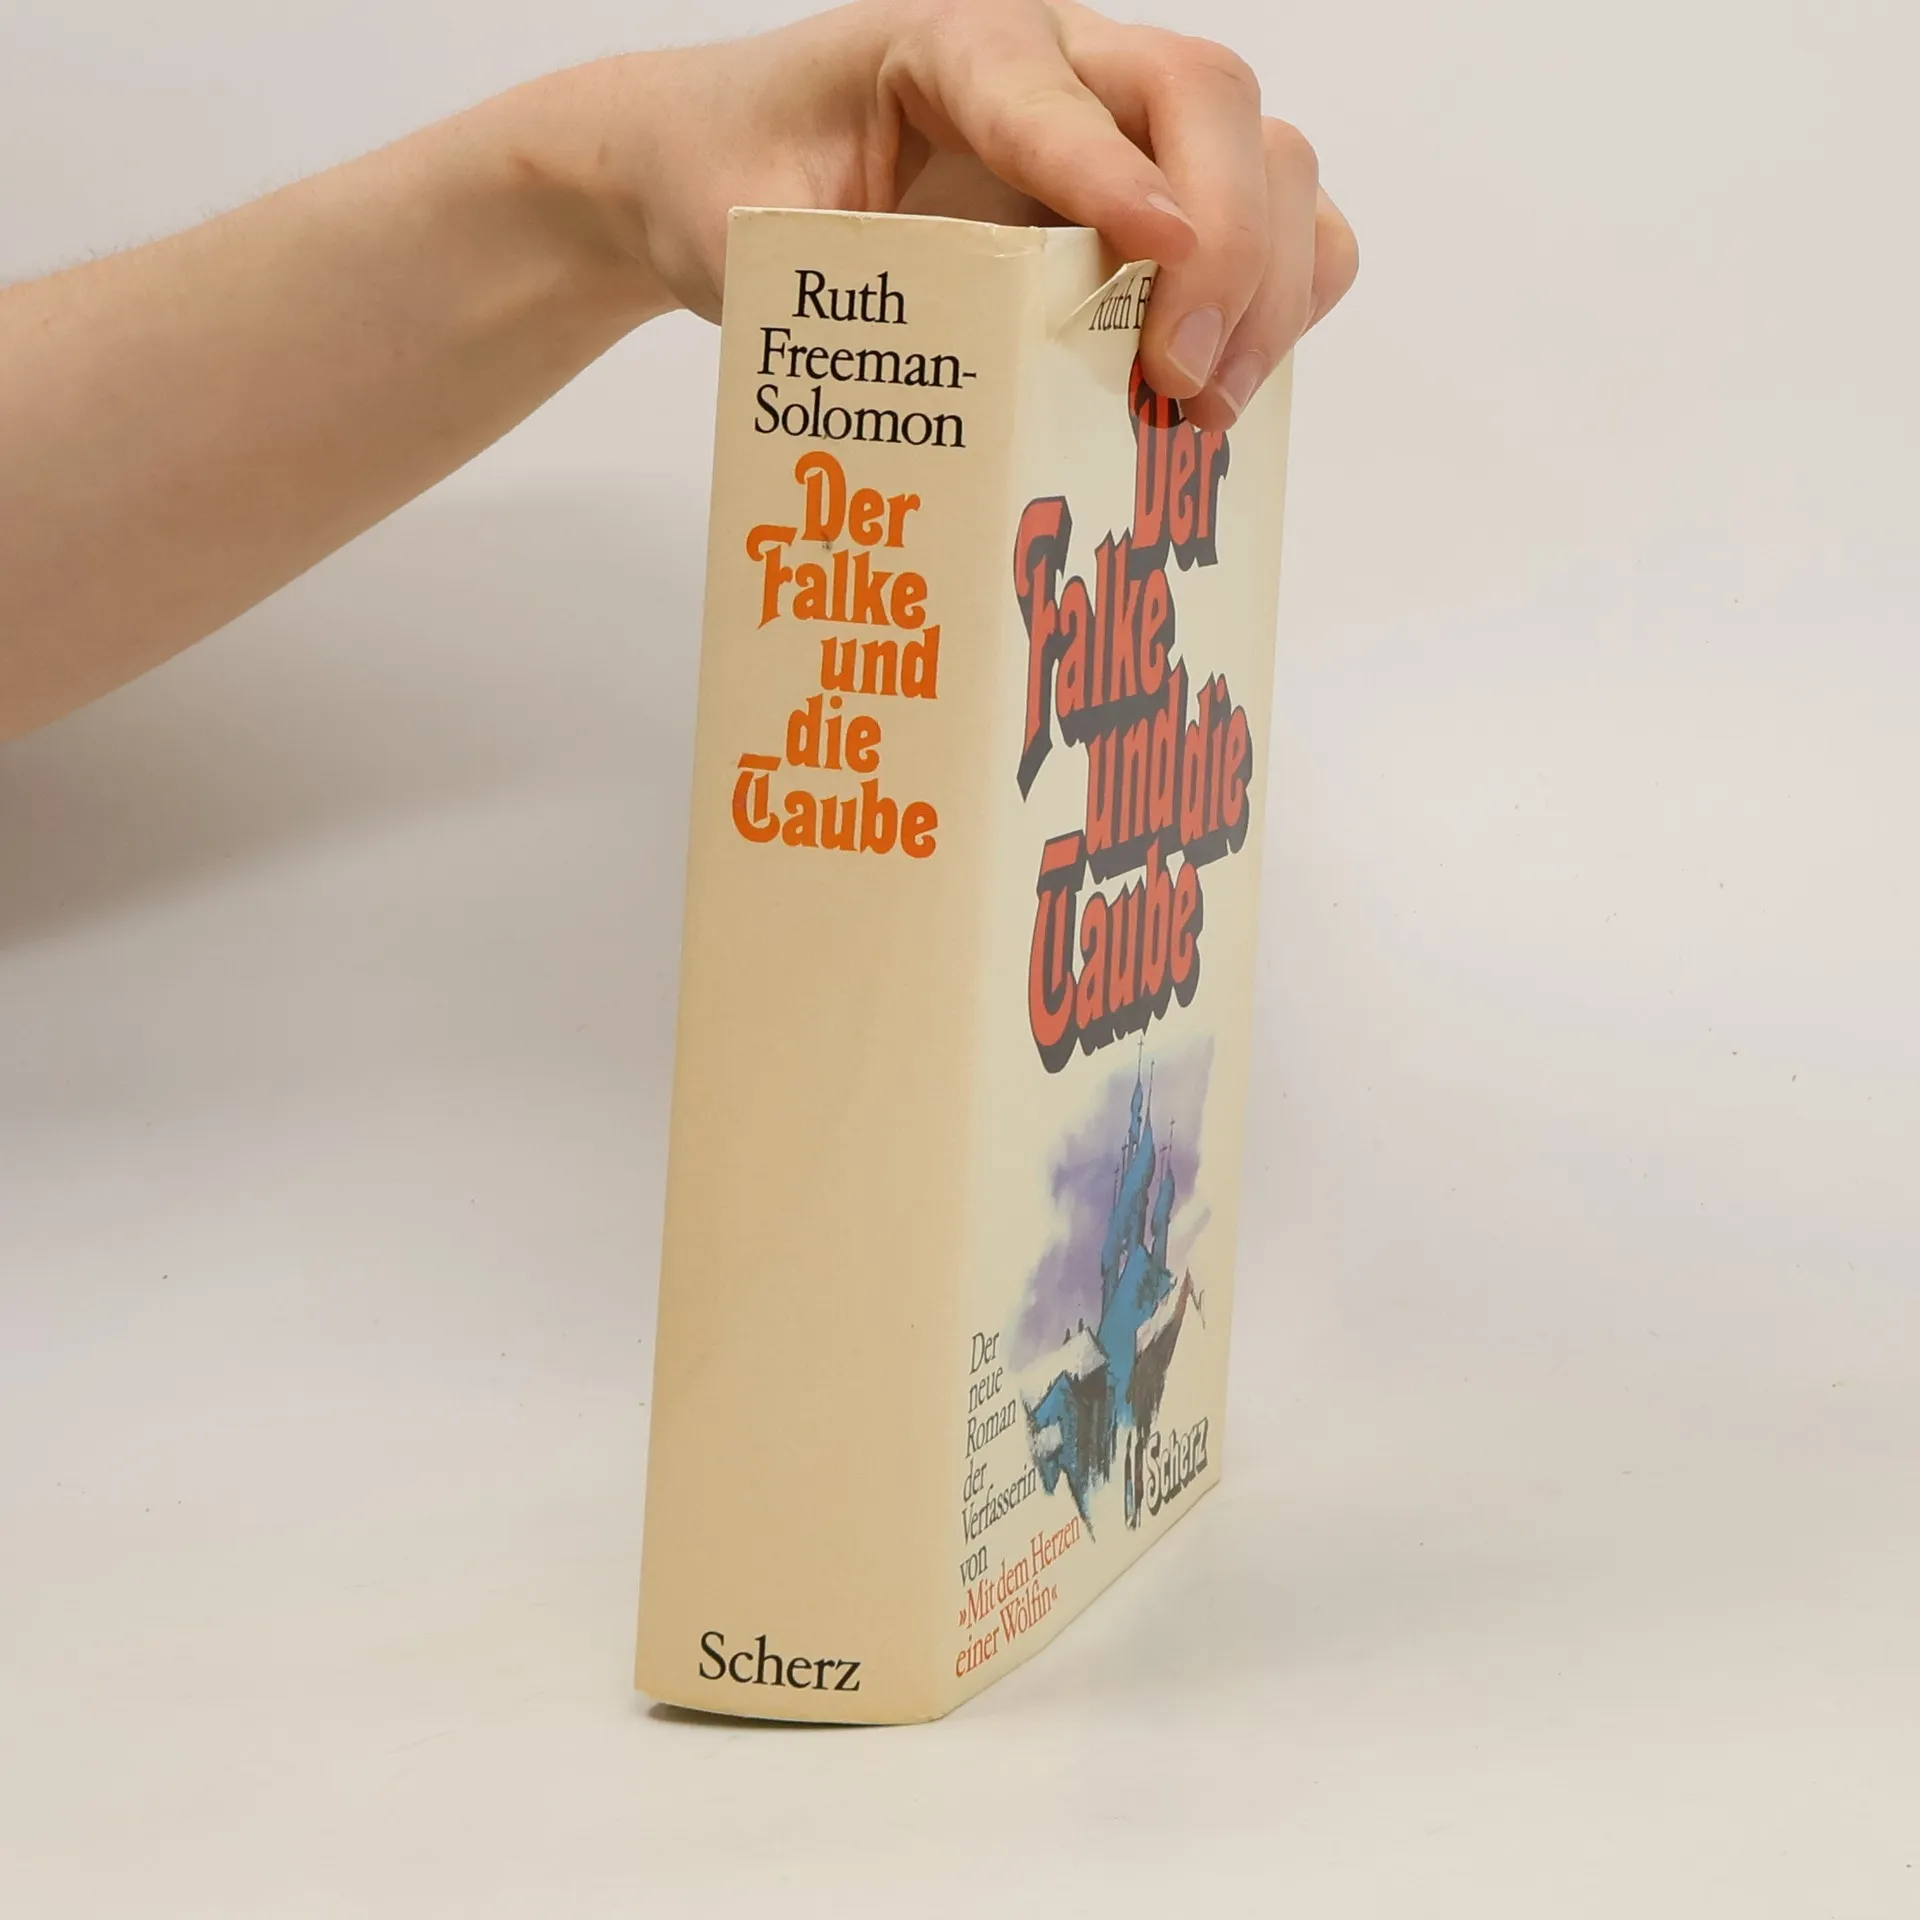 Ruth
Freeman-
Solomon
Der
Falke
und
die
Taube
Scherz
Ruth
Der
Falke
und die
Taube
Der
neue
Roman
der
Verfasserin
von
»Mit dem Herzen
einer Wölfin«
Scherz